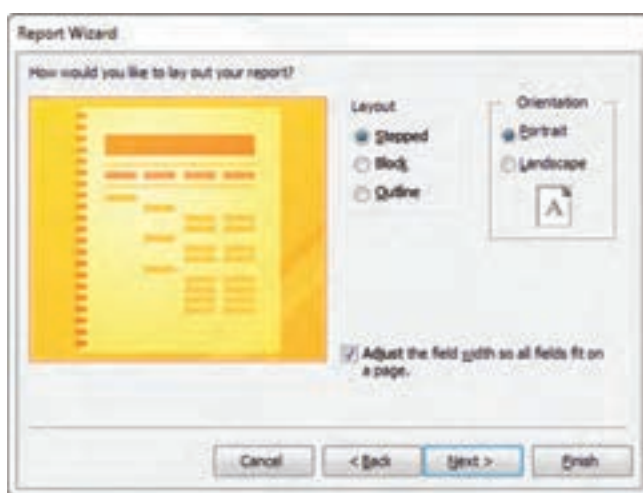 Report Wizard
How would you like to lay out your report?
Layout
Stepped
Block
Outline
Orientation
Portrait
Landscape
A
Adjust the field width so all fields fit on
a page.
Cancel
< Back
Next >
Finish